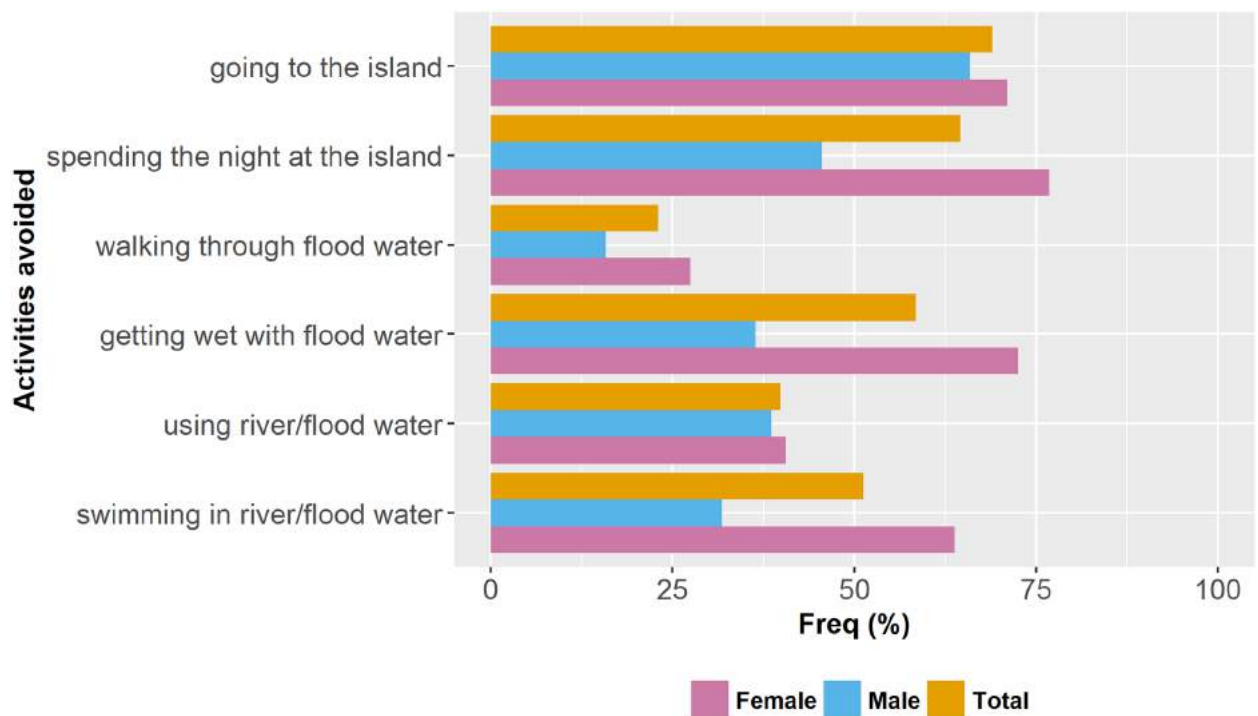 Activities avoided
going to the island
spending the night at the island
walking through flood water
getting wet with flood water
using river/flood water
swimming in river/flood water
0 25 50 75 100
Freq (%)
Female Male Total